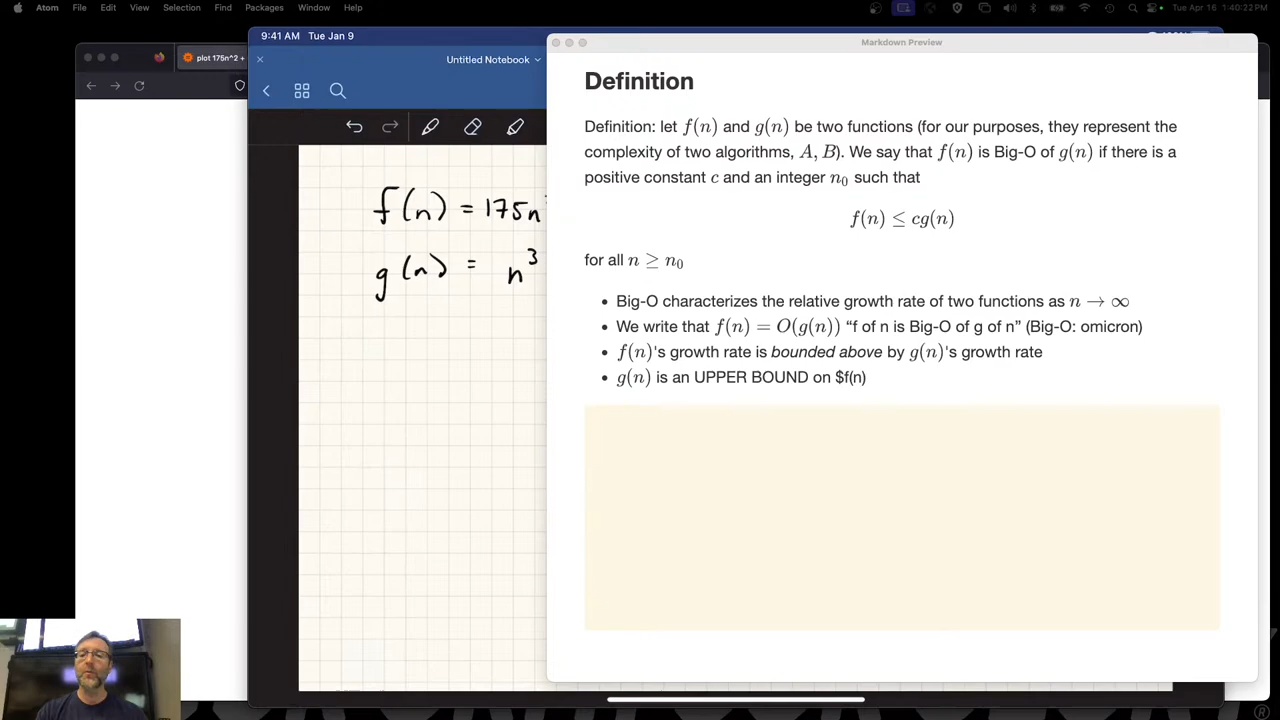 Atom File Edit View Selection Find Packages Window Help Tue Apr 16 1:40:22 PM
9:41 AM Tue Jan 9
plot 175n^2 +
Untitled Notebook
f(n) = 175n
g(n) = n³
Markdown Preview
Definition
Definition: let f(n) and g(n) be two functions (for our purposes, they represent the
complexity of two algorithms, A, B). We say that f(n) is Big-O of g(n) if there is a
positive constant c and an integer n₀ such that
f(n) ≤ cg(n)
for all n ≥ n₀
• Big-O characterizes the relative growth rate of two functions as n → ∞
• We write that f(n) = O(g(n)) “f of n is Big-O of g of n” (Big-O: omicron)
• f(n)'s growth rate is bounded above by g(n)'s growth rate
• g(n) is an UPPER BOUND on $f(n)